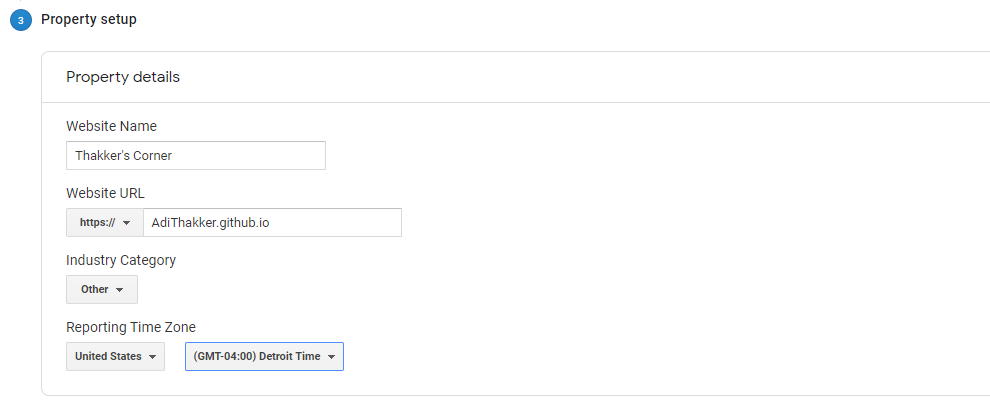 3 Property setup
Property details
Website Name
Thakker's Corner
Website URL
https:// AdiThakker.github.io
Industry Category
Other
Reporting Time Zone
United States (GMT-04:00) Detroit Time